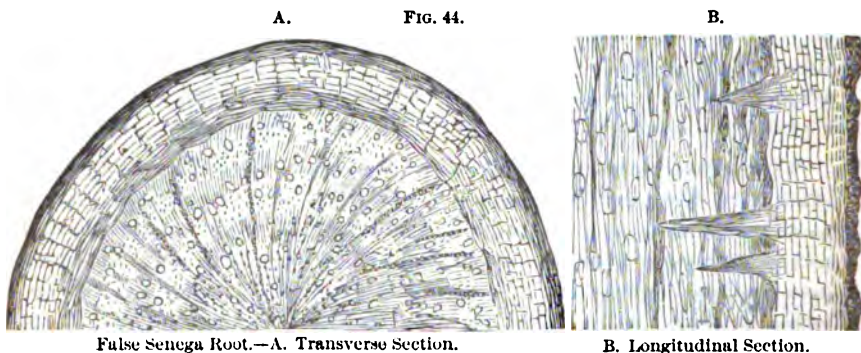 A. FIG. 44. B.
False Senega Root.—A. Transverse Section. B. Longitudinal Section.